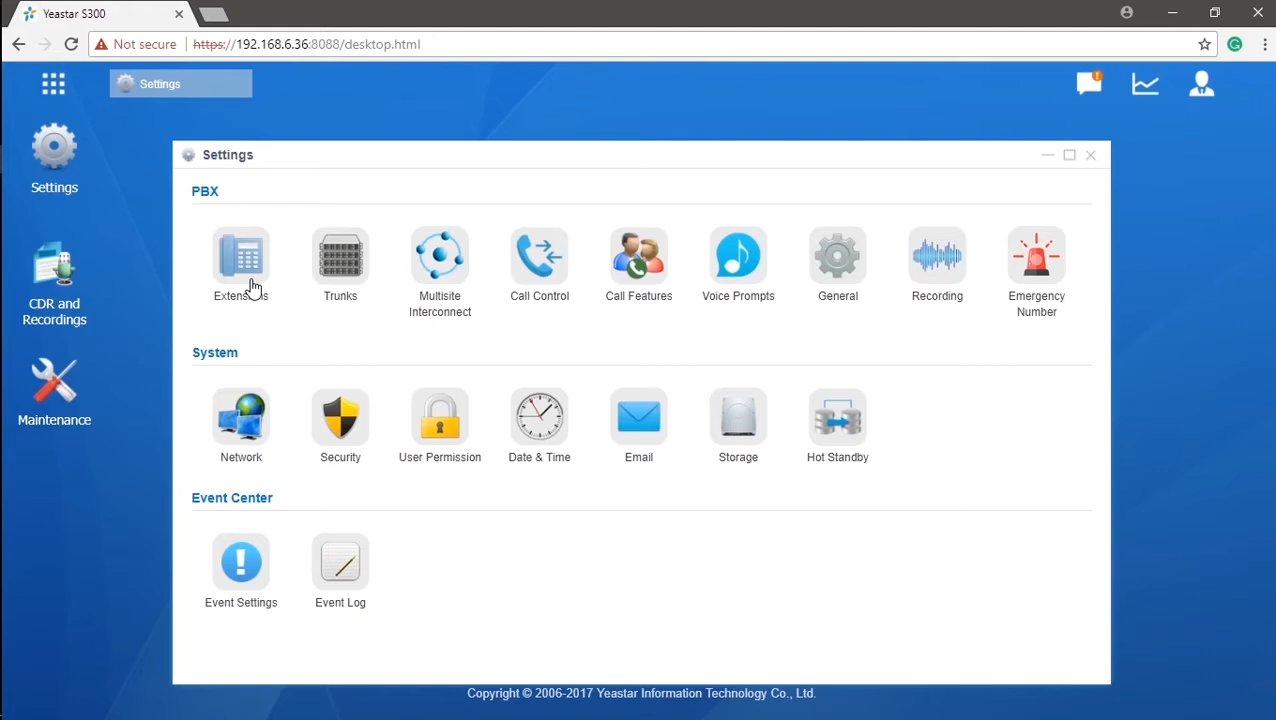 Yeastar S300
Not secure
https://192.168.6.36:8088/desktop.html
Settings
Settings
CDR and
Recordings
Maintenance
Settings
PBX
Extensions
Trunks
Multisite
Interconnect
Call Control
Call Features
Voice Prompts
General
Recording
Emergency
Number
System
Network
Security
User Permission
Date & Time
Email
Storage
Hot Standby
Event Center
Event Settings
Event Log
Copyright © 2006-2017 Yeastar Information Technology Co., Ltd.